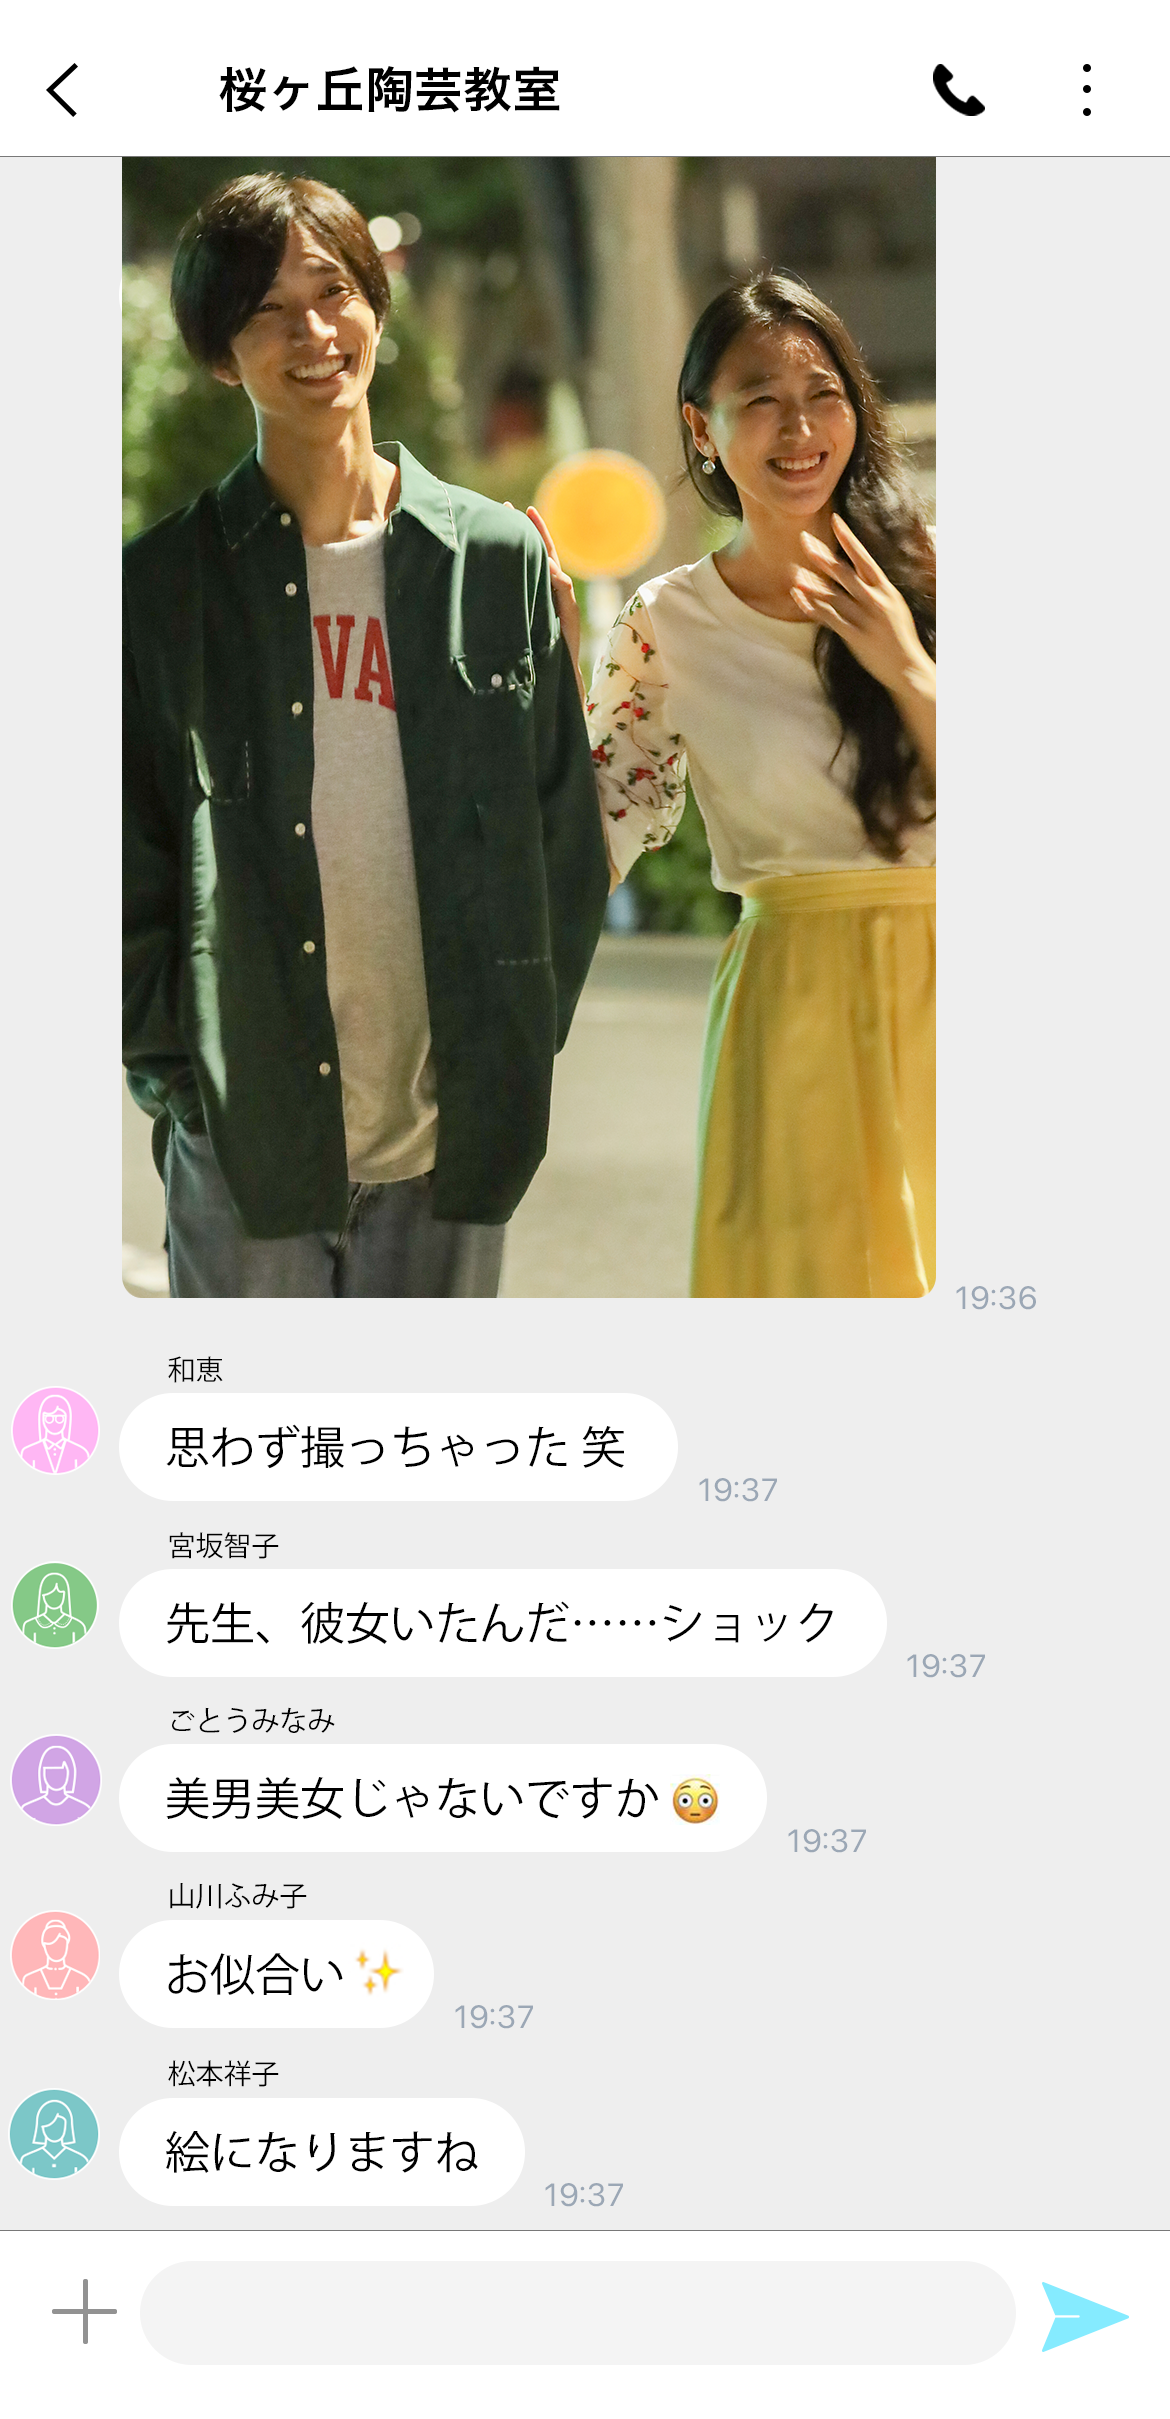 桜ヶ丘陶芸教室
VA
19:36
和恵
思わず撮っちゃった 笑
19:37
宮坂智子
先生、彼女いたんだ……ショック
19:37
ごとうみなみ
美男美女じゃないですか 😳
19:37
山川ふみ子
お似合い ✨
19:37
松本祥子
絵になりますね
19:37